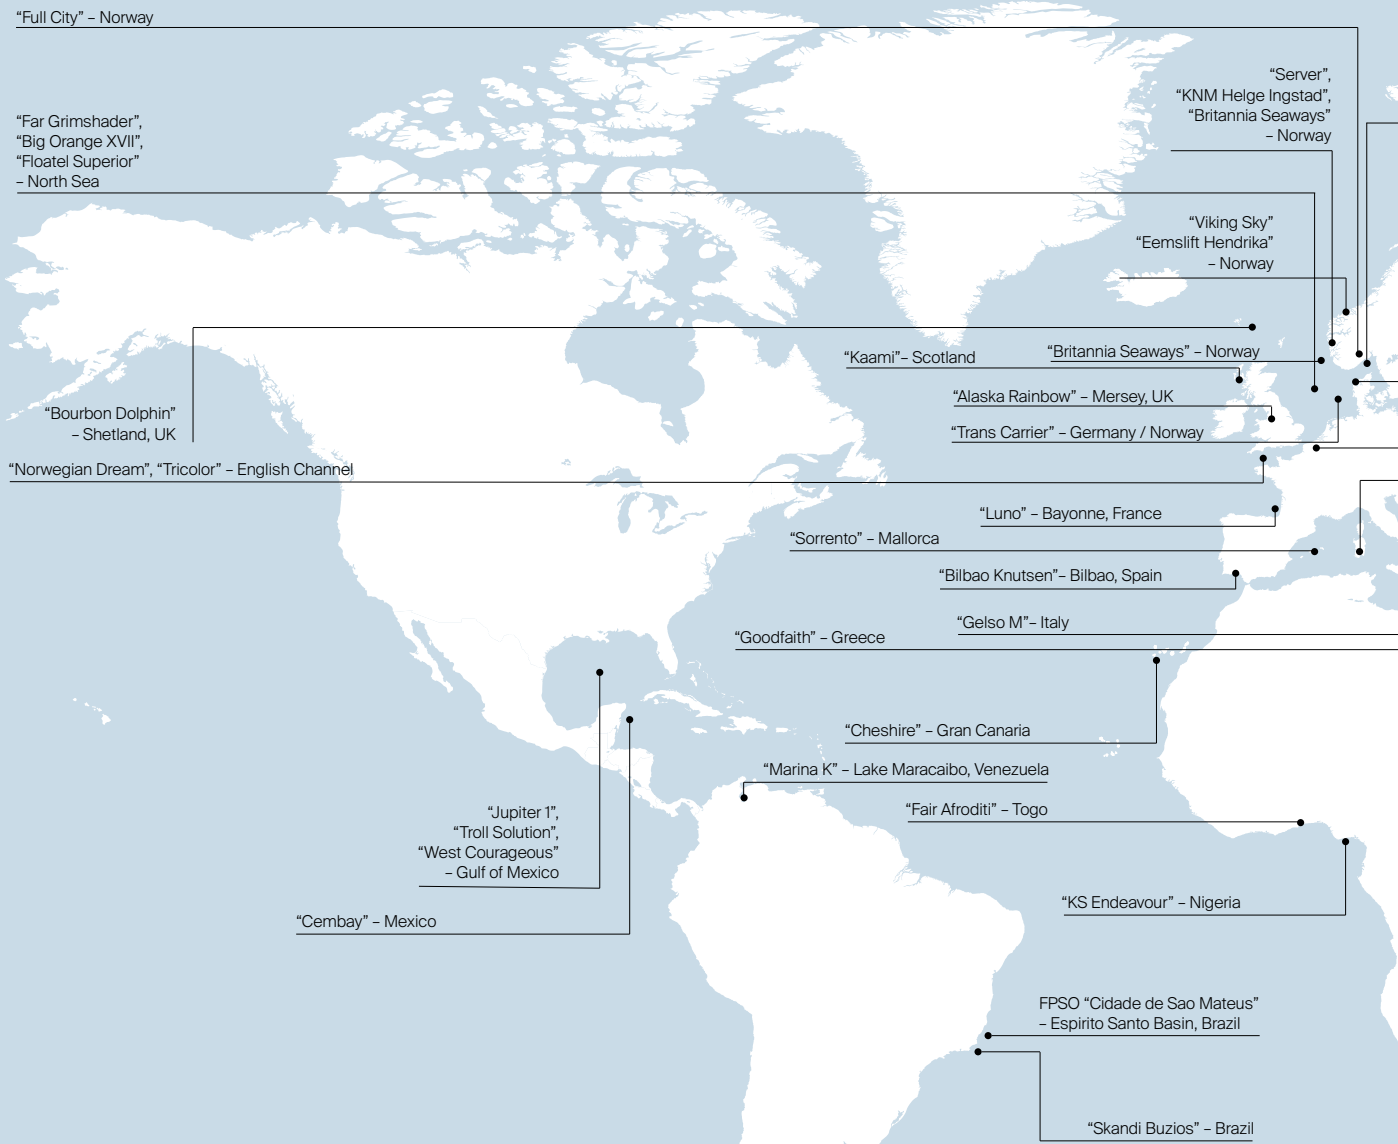 “Full City” – Norway
“Server”,
“KNM Helge Ingstad”,
“Britannia Seaways”
– Norway
“Far Grimshader”,
“Big Orange XVII”,
“Floatel Superior”
– North Sea
“Viking Sky”
“Eemslift Hendrika”
– Norway
“Kaami”– Scotland
“Britannia Seaways” – Norway
“Alaska Rainbow” – Mersey, UK
“Bourbon Dolphin”
– Shetland, UK
“Trans Carrier” – Germany / Norway
“Norwegian Dream”, “Tricolor” – English Channel
“Luno” – Bayonne, France
“Sorrento” – Mallorca
“Bilbao Knutsen”– Bilbao, Spain
“Gelso M”– Italy
“Goodfaith” – Greece
“Cheshire” – Gran Canaria
“Marina K” – Lake Maracaibo, Venezuela
“Fair Afroditi” – Togo
“Jupiter 1”,
“Troll Solution”,
“West Courageous”
– Gulf of Mexico
“KS Endeavour” – Nigeria
“Cembay” – Mexico
FPSO “Cidade de Sao Mateus”
– Espirito Santo Basin, Brazil
“Skandi Buzios” – Brazil